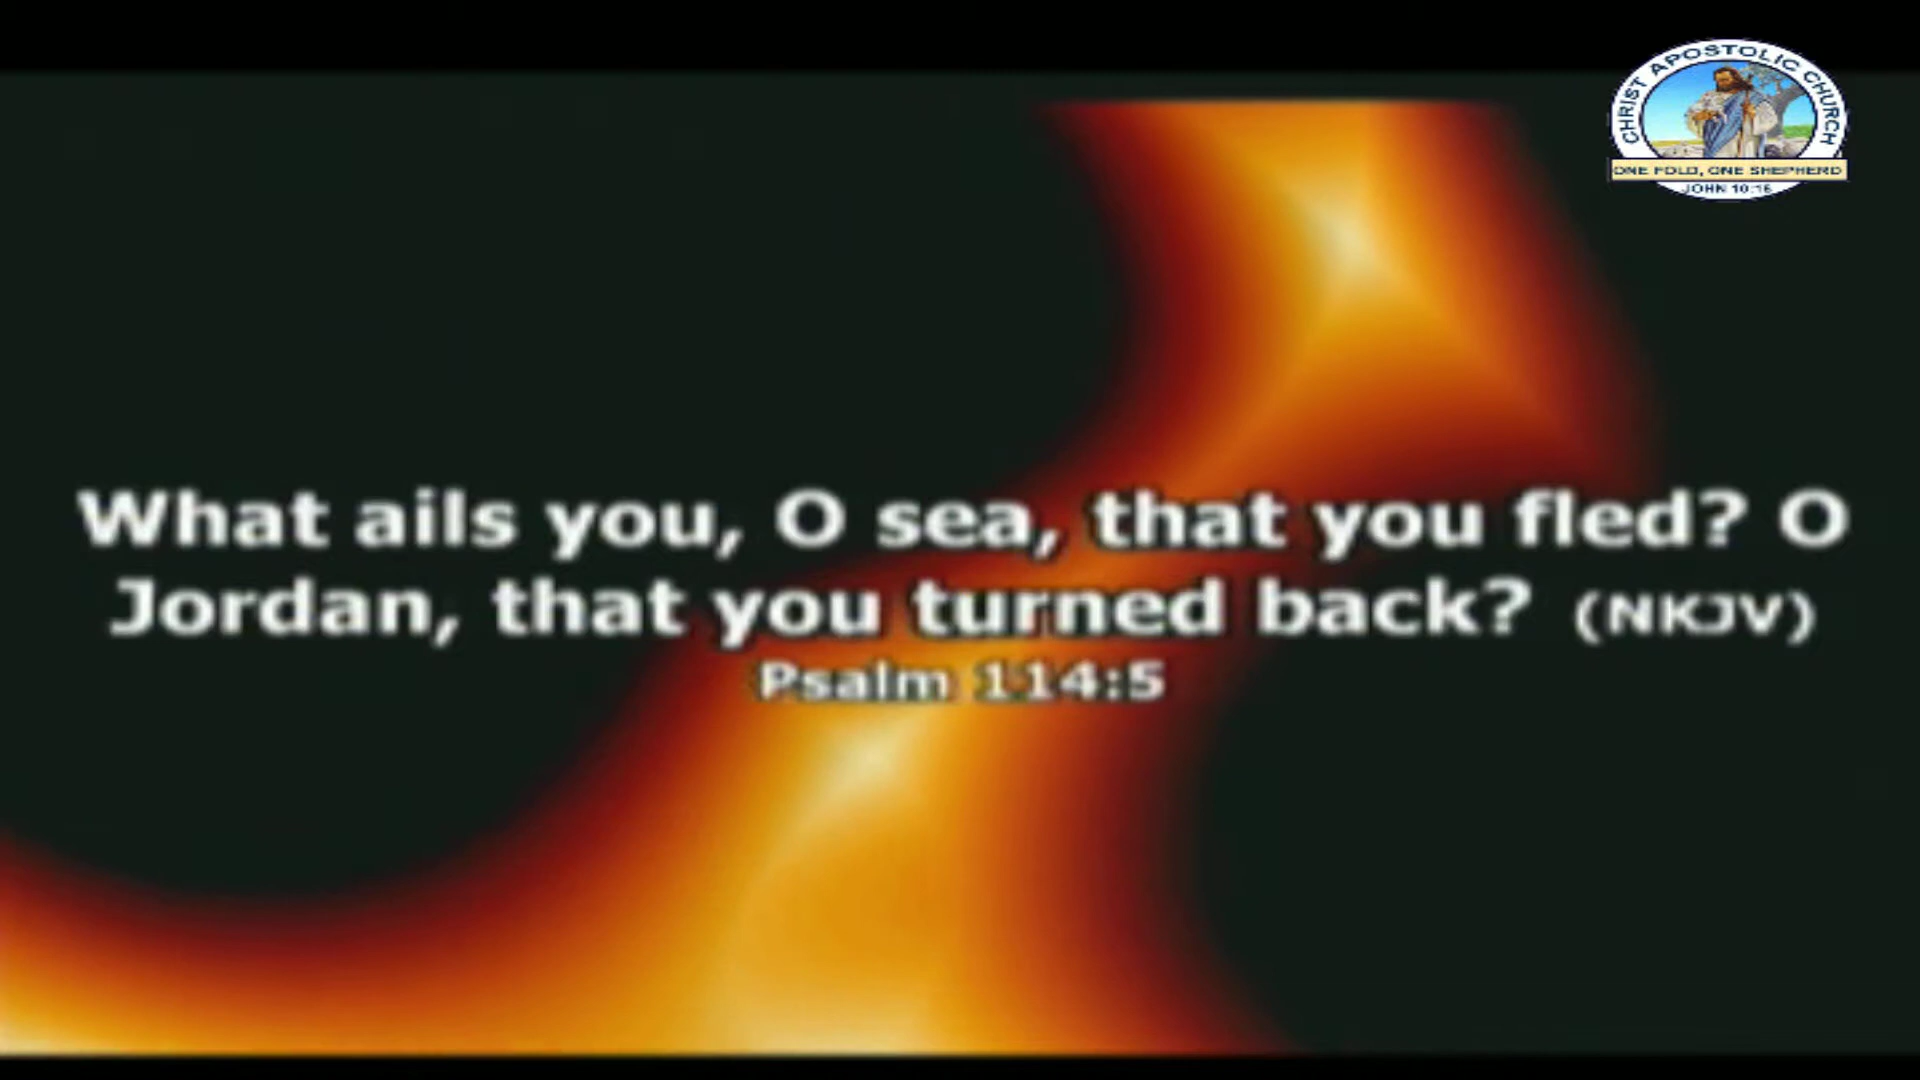 CHRIST APOSTOLIC CHURCH
ONE FOLD, ONE SHEPHERD
JOHN 10:16
What ails you, O sea, that you fled? O
Jordan, that you turned back? (NKJV)
Psalm 114:5